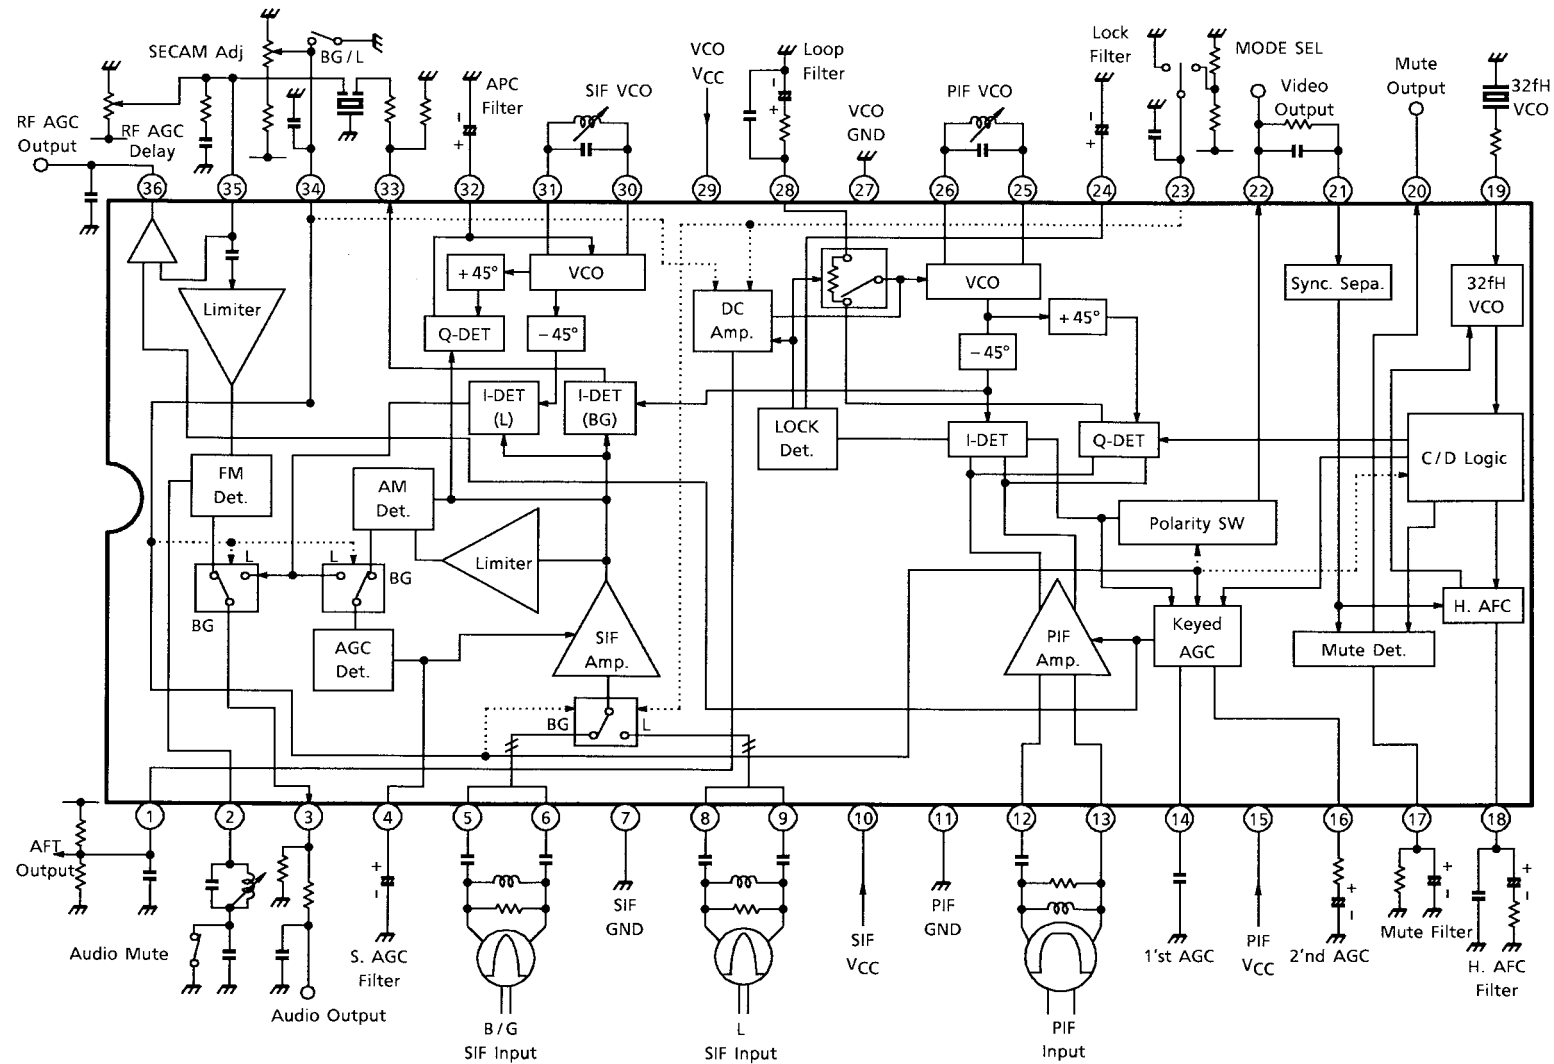 SECAM Adj
BG/L
RF AGC
Output
RF AGC
Delay
APC
Filter
SIF VCO
VCO
VCC
Loop
Filter
VCO
GND
PIF VCO
Lock
Filter
MODE SEL
Video
Output
Mute
Output
32fH
VCO
36
35
34
33
32
31
30
29
28
27
26
25
24
23
22
21
20
19
Limiter
+45°
VCO
Q-DET
-45°
I-DET
(L)
I-DET
(BG)
DC
Amp.
VCO
+45°
-45°
Sync. Sepa.
32fH
VCO
LOCK
Det.
I-DET
Q-DET
C/D Logic
FM
Det.
AM
Det.
Limiter
Polarity SW
L
BG
L
BG
AGC
Det.
SIF
Amp.
PIF
Amp.
Keyed
AGC
H. AFC
Mute Det.
BG
L
1
2
3
4
5
6
7
8
9
10
11
12
13
14
15
16
17
18
AFT
Output
+
-
Audio Mute
Audio Output
S. AGC
Filter
B/G
SIF Input
SIF
GND
L
SIF Input
SIF
VCC
PIF
GND
PIF
Input
1'st AGC
PIF
VCC
2'nd AGC
Mute Filter
H. AFC
Filter